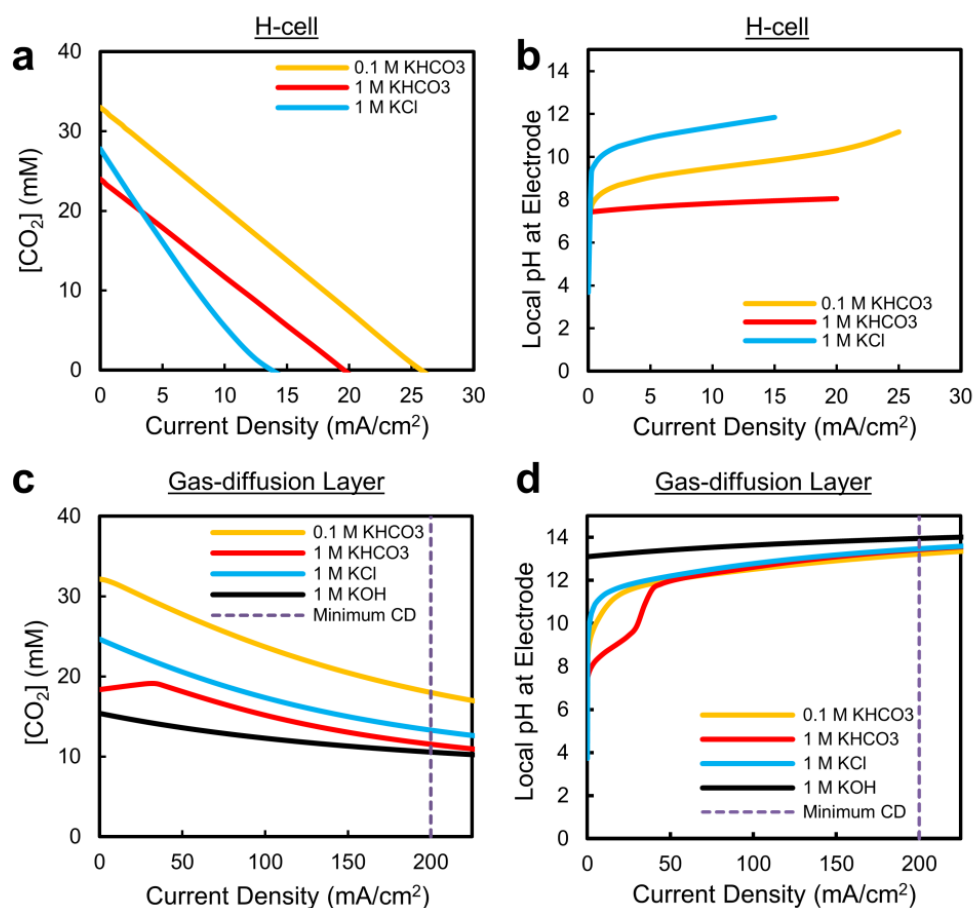 H-cell
a
40
30
20
10
0
[CO2] (mM)
0.1 M KHCO3
1 M KHCO3
1 M KCl
0 5 10 15 20 25 30
Current Density (mA/cm2)
H-cell
b
14
12
10
8
6
4
2
0
Local pH at Electrode
0.1 M KHCO3
1 M KHCO3
1 M KCl
0 5 10 15 20 25 30
Current Density (mA/cm2)
Gas-diffusion Layer
c
40
30
20
10
0
[CO2] (mM)
0.1 M KHCO3
1 M KHCO3
1 M KCl
1 M KOH
Minimum CD
0 50 100 150 200
Current Density (mA/cm2)
Gas-diffusion Layer
d
14
12
10
8
6
4
2
0
Local pH at Electrode
0.1 M KHCO3
1 M KHCO3
1 M KCl
1 M KOH
Minimum CD
0 50 100 150 200
Current Density (mA/cm2)